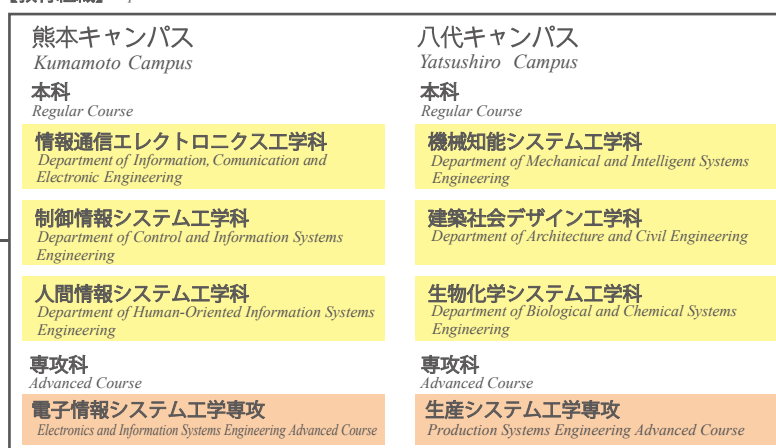 熊本キャンパス
Kumamoto Campus
本科
Regular Course
情報通信エレクトロニクス工学科
Department of Information, Comunication and
Electronic Engineering
制御情報システム工学科
Department of Control and Information Systems
Engineering
人間情報システム工学科
Department of Human-Oriented Information Systems
Engineering
専攻科
Advanced Course
電子情報システム工学専攻
Electronics and Information Systems Engineering Advanced Course
八代キャンパス
Yatsushiro Campus
本科
Regular Course
機械知能システム工学科
Department of Mechanical and Intelligent Systems
Engineering
建築社会デザイン工学科
Department of Architecture and Civil Engineering
生物化学システム工学科
Department of Biological and Chemical Systems
Engineering
専攻科
Advanced Course
生産システム工学専攻
Production Systems Engineering Advanced Course